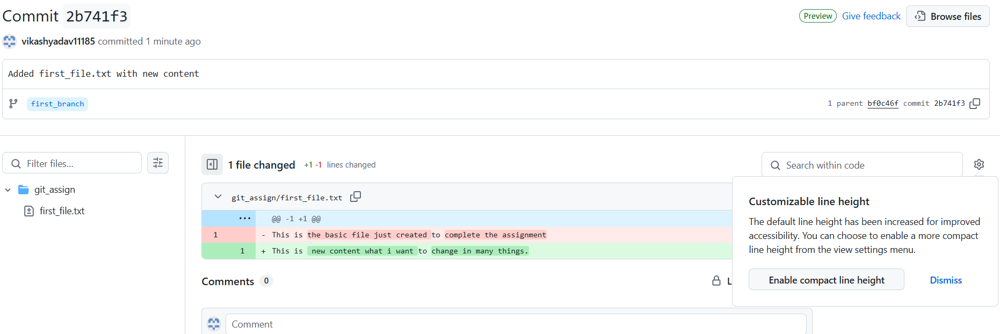 Commit 2b741f3
Preview Give feedback Browse files
vikashyadav11185 committed 1 minute ago
Added first_file.txt with new content
first_branch
1 parent bf0c46f commit 2b741f3
Filter files...
git_assign
first_file.txt
1 file changed +1 -1 lines changed
Search within code
git_assign/first_file.txt
@@ -1 +1 @@
1 - This is the basic file just created to complete the assignment
1 + This is  new content what i want to change in many things.
Customizable line height
The default line height has been increased for improved
accessibility. You can choose to enable a more compact
line height from the view settings menu.
Enable compact line height Dismiss
Comments 0
L
Comment